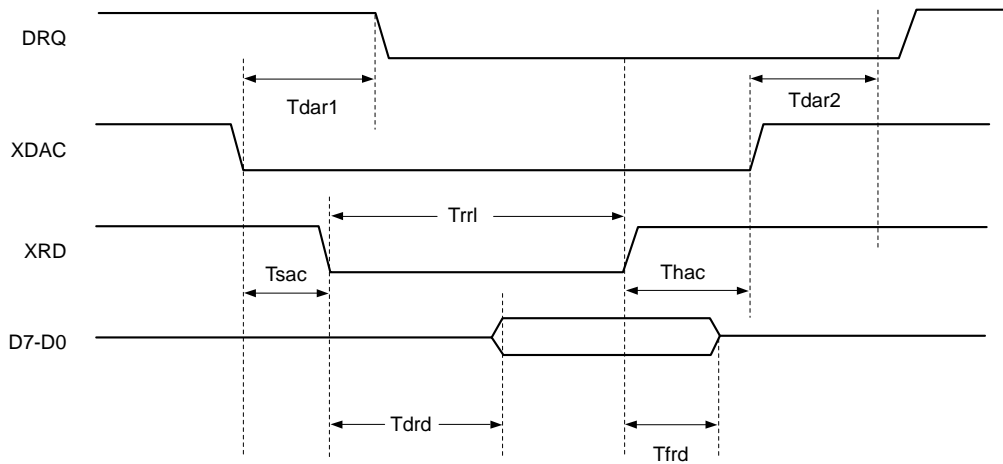 DRQ
Tdar1
Tdar2
XDAC
Trrl
XRD
Tsac
Thac
D7-D0
Tdrd
Tfrd